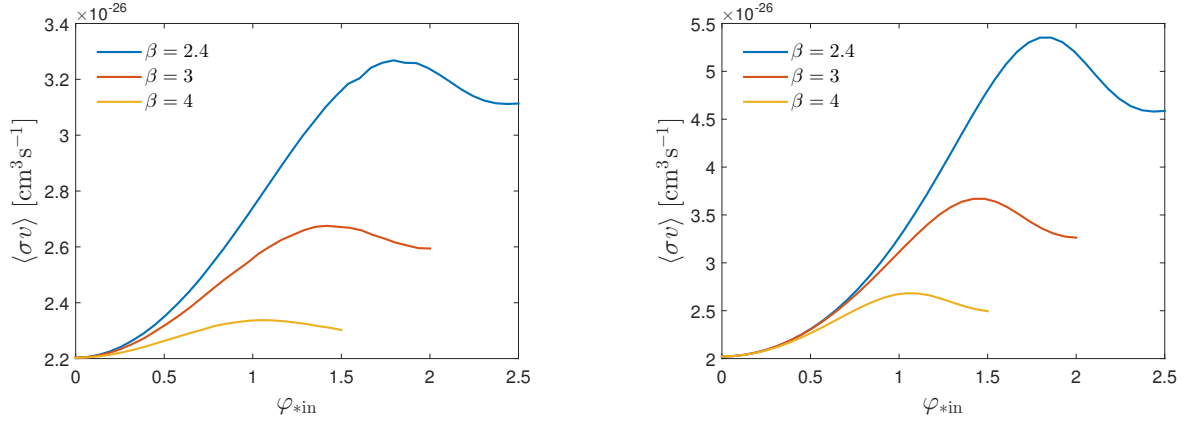 ×10^-26
3.4
3.2
3
2.8
2.6
2.4
2.2
⟨σv⟩ [cm³s⁻¹]
β = 2.4
β = 3
β = 4
0 0.5 1 1.5 2 2.5
φ*in
×10^-26
5.5
5
4.5
4
3.5
3
2.5
2
⟨σv⟩ [cm³s⁻¹]
β = 2.4
β = 3
β = 4
0 0.5 1 1.5 2 2.5
φ*in